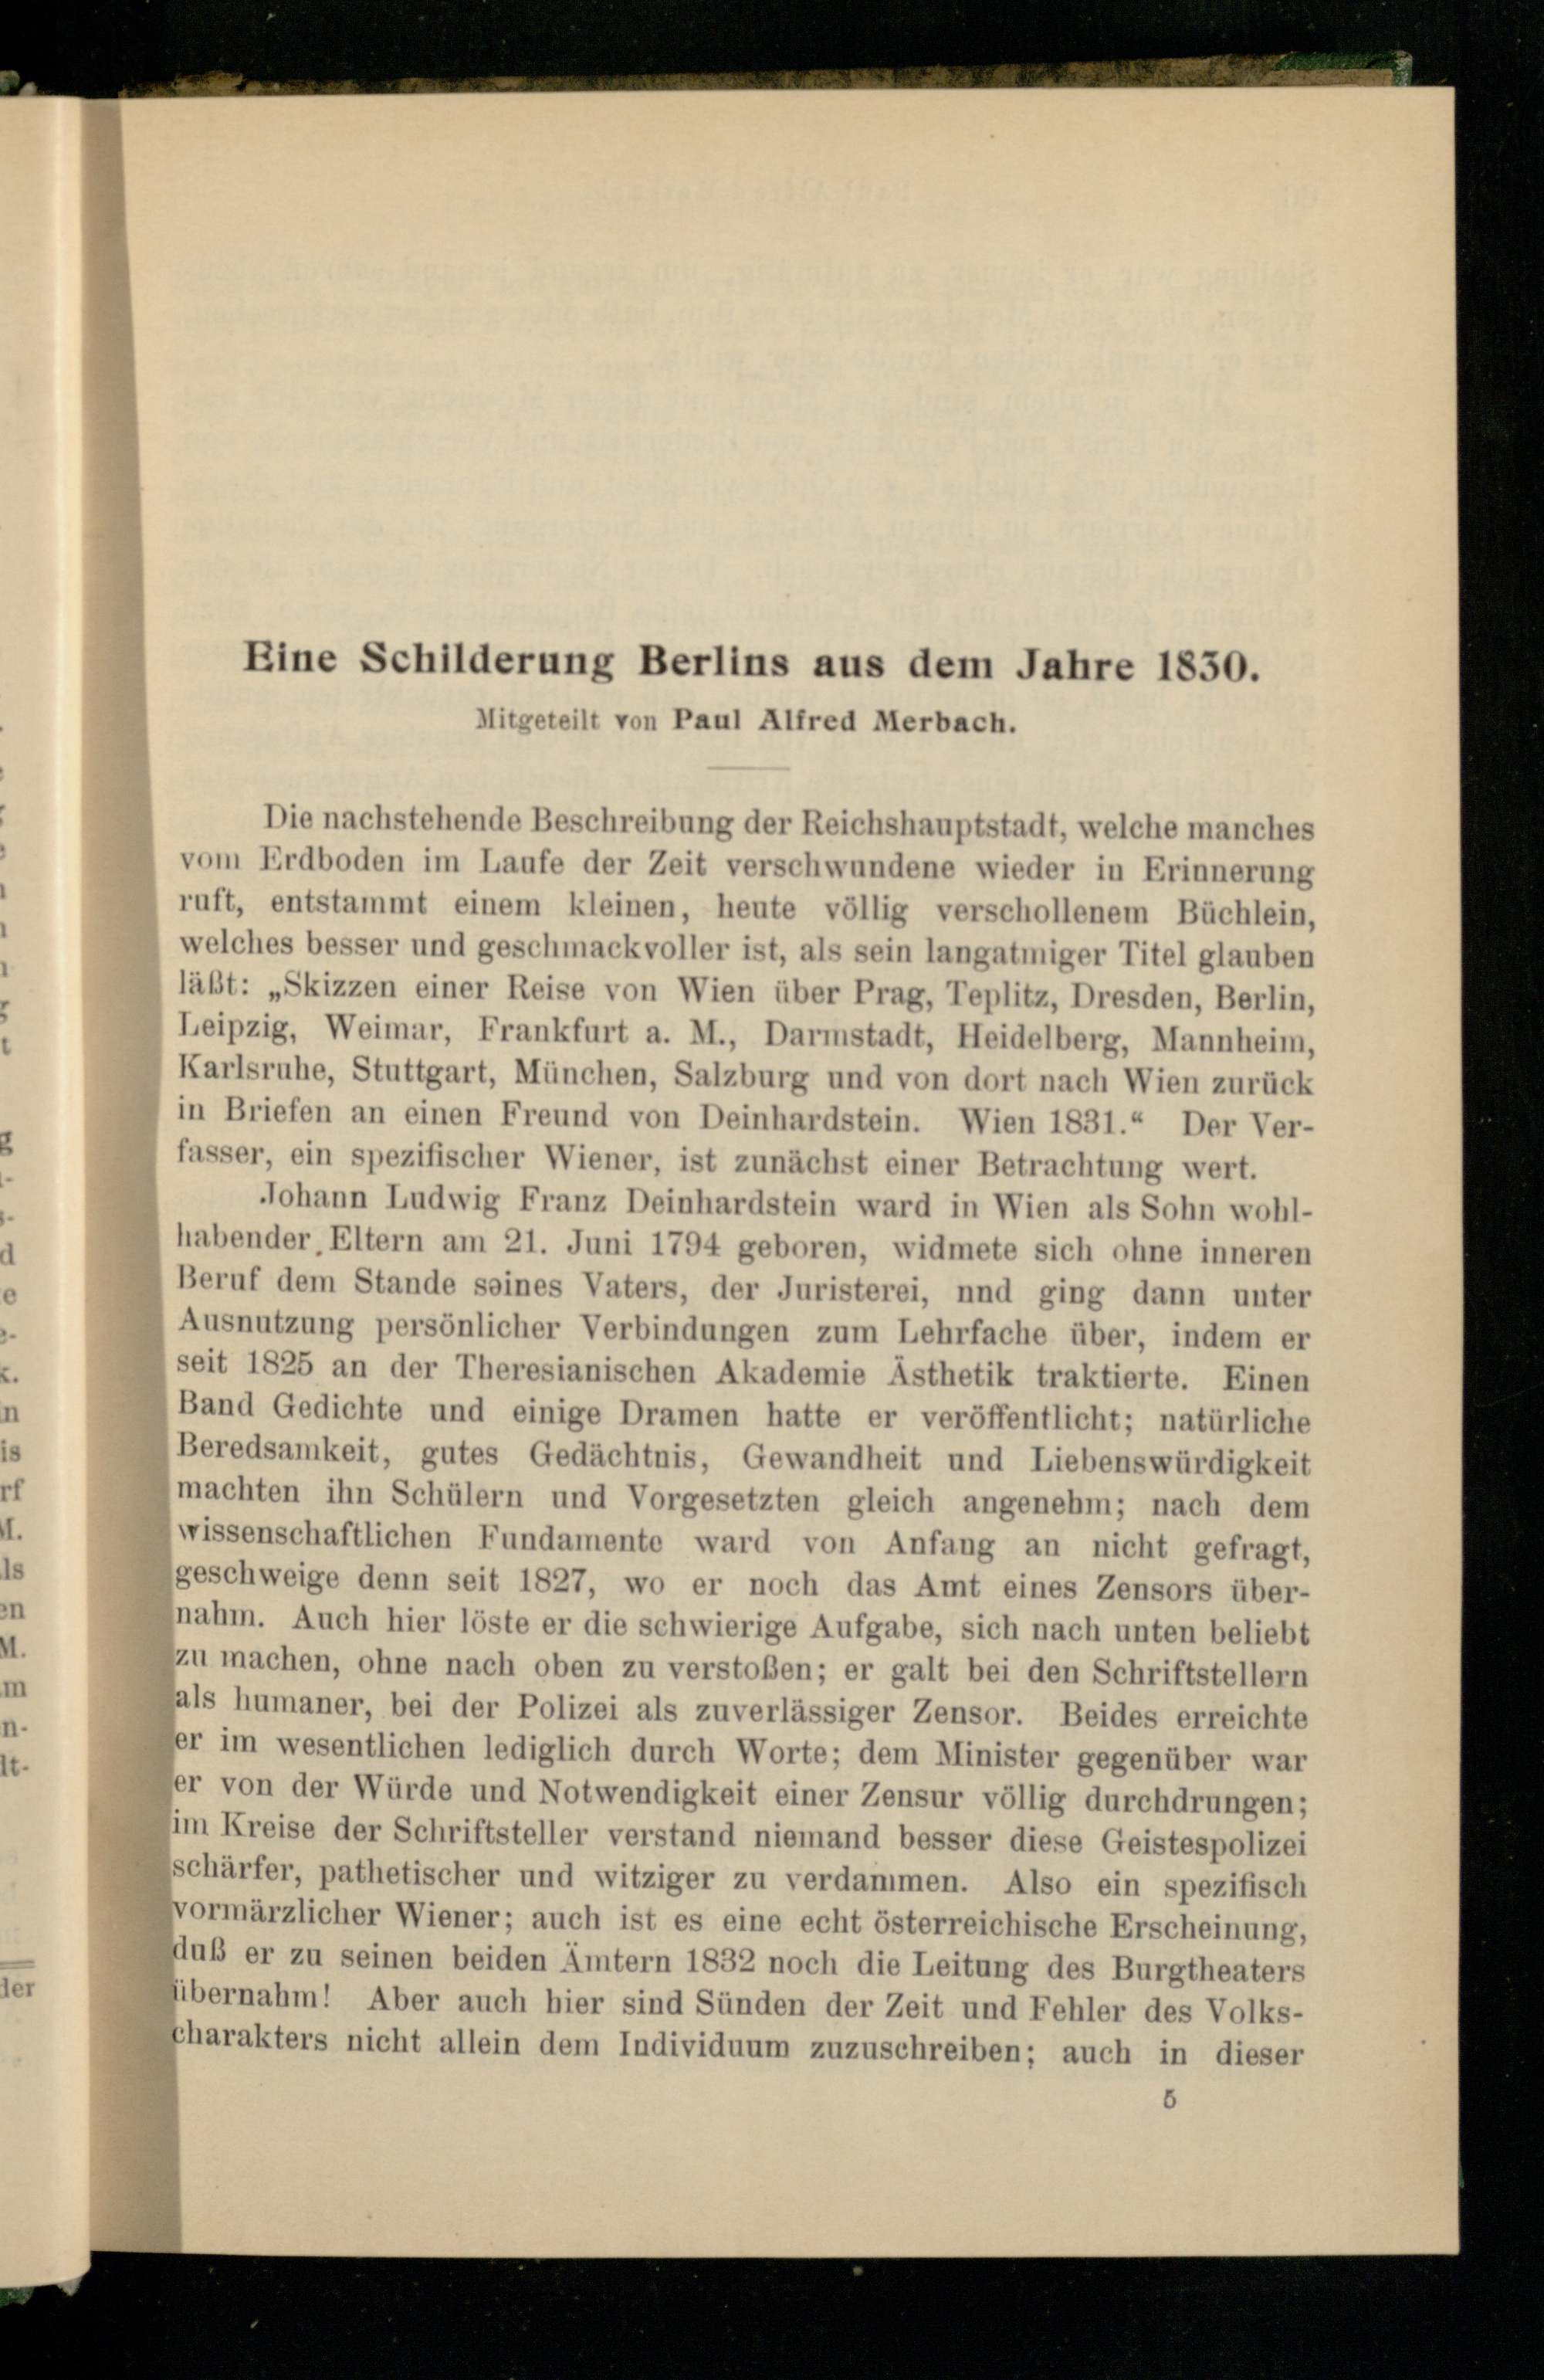 Eine Schilderung Berlins aus dem Jahre 1830.
Mitgeteilt von Paul Alfred Merbach.
Die nachstehende Beschreibung der Reichshauptstadt, welche manches
vom Erdboden im Laufe der Zeit verschwundene wieder in Erinnerung
ruft, entstammt einem kleinen, heute völlig verschollenem Büchlein,
welches besser und geschmackvoller ist, als sein langatmiger Titel glauben
läßt: „Skizzen einer Reise von Wien über Prag, Teplitz, Dresden, Berlin,
Leipzig, Weimar, Frankfurt a. M., Darmstadt, Heidelberg, Mannheim,
Karlsruhe, Stuttgart, München, Salzburg und von dort nach Wien zurück
in Briefen an einen Freund von Deinhardstein. Wien 1831.“ Der Ver-
fasser, ein spezifischer Wiener, ist zunächst einer Betrachtung wert.
Johann Ludwig Franz Deinhardstein ward in Wien als Sohn wohl-
habender Eltern am 21. Juni 1794 geboren, widmete sich ohne inneren
Beruf dem Stande seines Vaters, der Juristerei, nnd ging dann unter
Ausnutzung persönlicher Verbindungen zum Lehrfache über, indem er
seit 1825 an der Theresianischen Akademie Ästhetik traktierte. Einen
Band Gedichte und einige Dramen hatte er veröffentlicht; natürliche
Beredsamkeit, gutes Gedächtnis, Gewandheit und Liebenswürdigkeit
machten ihn Schülern und Vorgesetzten gleich angenehm; nach dem
wissenschaftlichen Fundamente ward von Anfang an nicht gefragt,
geschweige denn seit 1827, wo er noch das Amt eines Zensors über-
nahm. Auch hier löste er die schwierige Aufgabe, sich nach unten beliebt
zu machen, ohne nach oben zu verstoßen; er galt bei den Schriftstellern
als humaner, bei der Polizei als zuverlässiger Zensor. Beides erreichte
er im wesentlichen lediglich durch Worte; dem Minister gegenüber war
er von der Würde und Notwendigkeit einer Zensur völlig durchdrungen;
im Kreise der Schriftsteller verstand niemand besser diese Geistespolizei
schärfer, pathetischer und witziger zu verdammen. Also ein spezifisch
vormärzlicher Wiener; auch ist es eine echt österreichische Erscheinung,
duß er zu seinen beiden Ämtern 1832 noch die Leitung des Burgtheaters
übernahm! Aber auch hier sind Sünden der Zeit und Fehler des Volks-
charakters nicht allein dem Individuum zuzuschreiben; auch in dieser
5